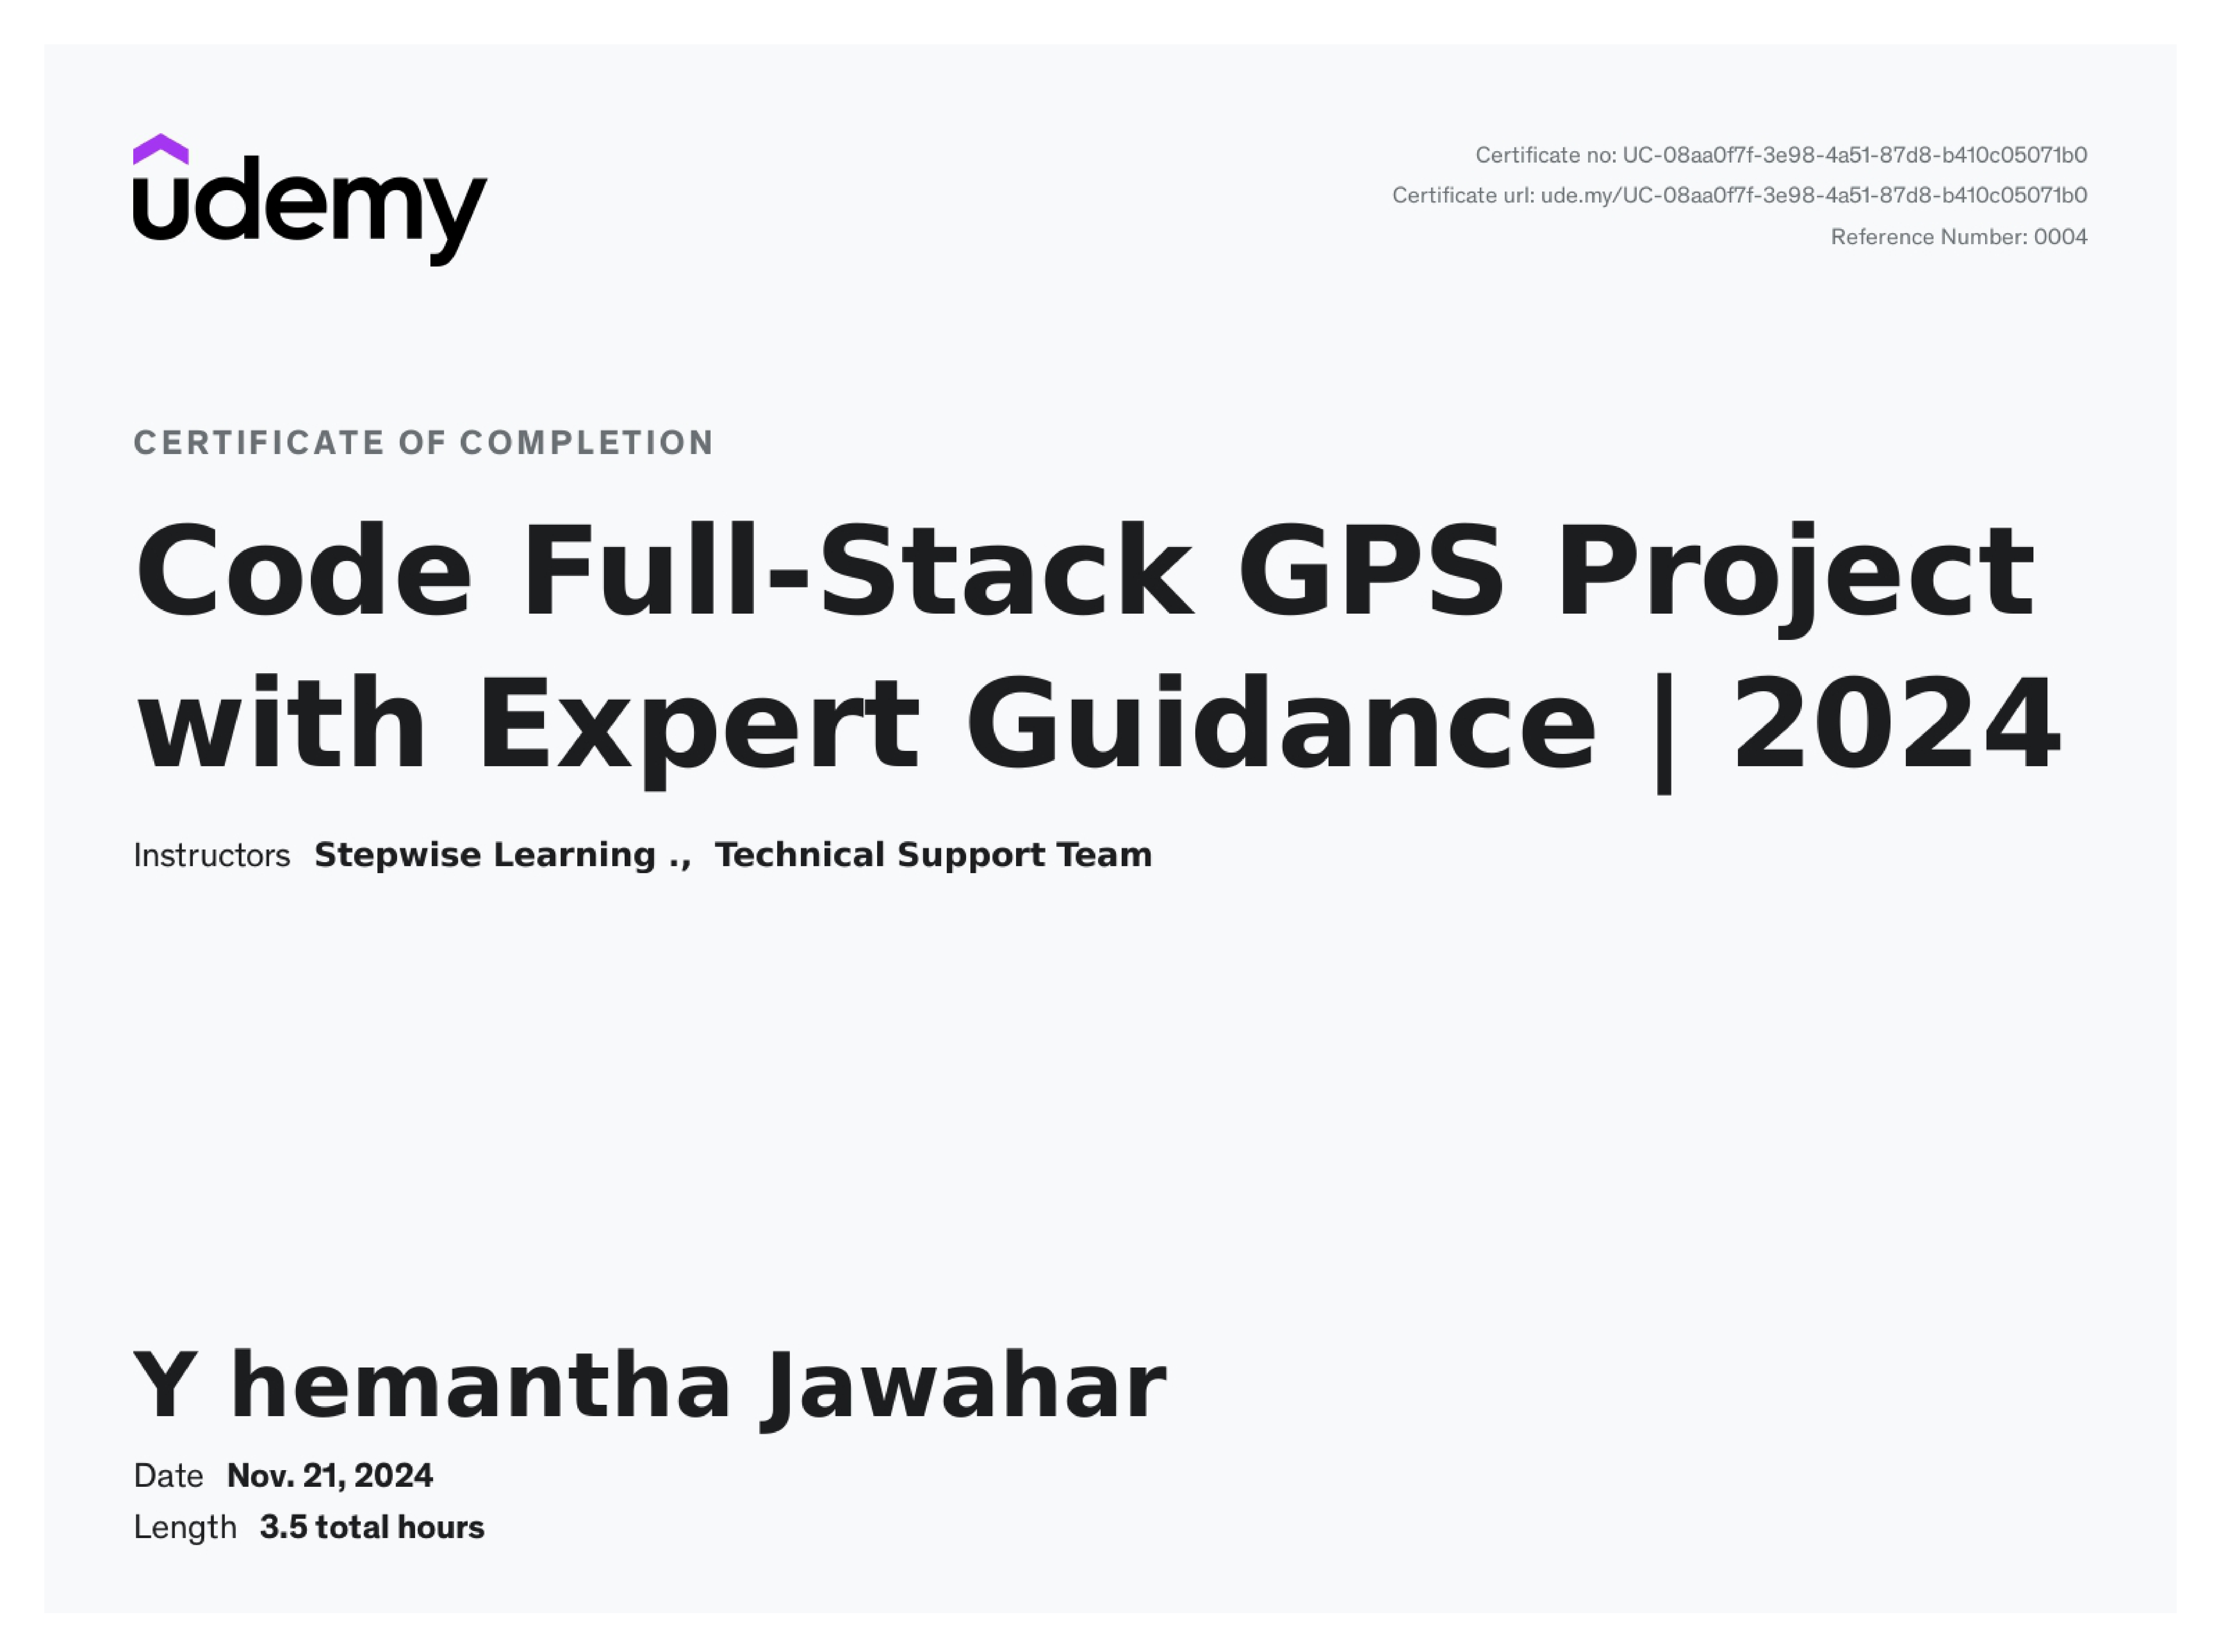 udemy
Certificate no: UC-08aa0f7f-3e98-4a51-87d8-b410c05071b0
Certificate url: ude.my/UC-08aa0f7f-3e98-4a51-87d8-b410c05071b0
Reference Number: 0004
CERTIFICATE OF COMPLETION
Code Full-Stack GPS Project
with Expert Guidance | 2024
Instructors Stepwise Learning ., Technical Support Team
Y hemantha Jawahar
Date Nov. 21, 2024
Length 3.5 total hours